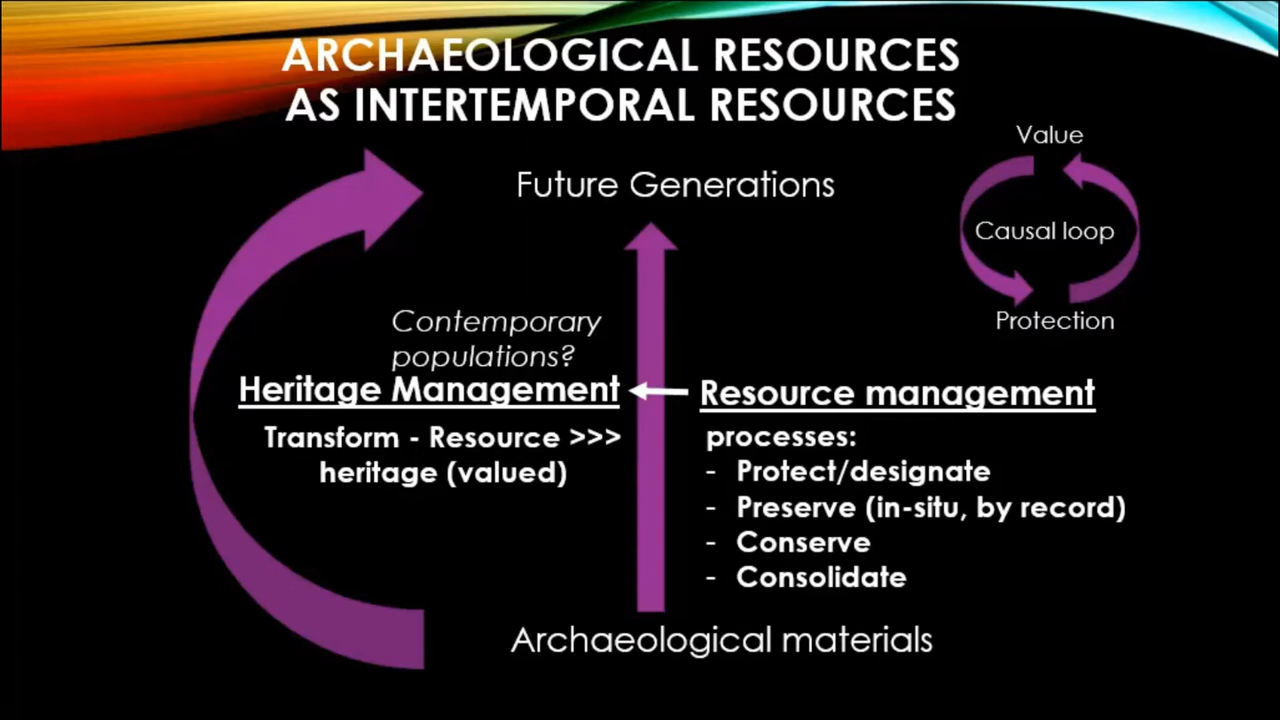 ARCHAEOLOGICAL RESOURCES
AS INTERTEMPORAL RESOURCES
Value
Causal loop
Protection
Future Generations
Contemporary
populations?
Heritage Management
Transform - Resource >>>
heritage (valued)
Resource management
processes:
- Protect/designate
- Preserve (in-situ, by record)
- Conserve
- Consolidate
Archaeological materials